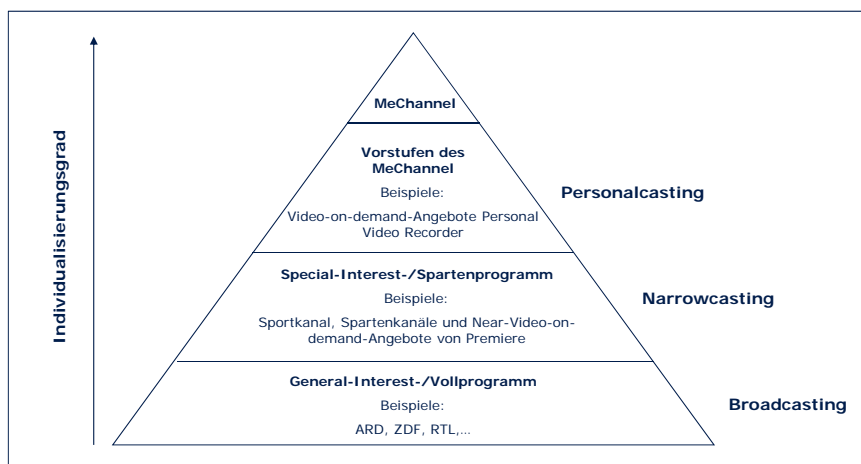 MeChannel
Vorstufen des
MeChannel
Beispiele:
Video-on-demand-Angebote Personal
Video Recorder
Personalcasting
Special-Interest-/Spartenprogramm
Beispiele:
Sportkanal, Spartenkanäle und Near-Video-on-
demand-Angebote von Premiere
Narrowcasting
General-Interest-/Vollprogramm
Beispiele:
ARD, ZDF, RTL,...
Broadcasting
Individualisierungsgrad